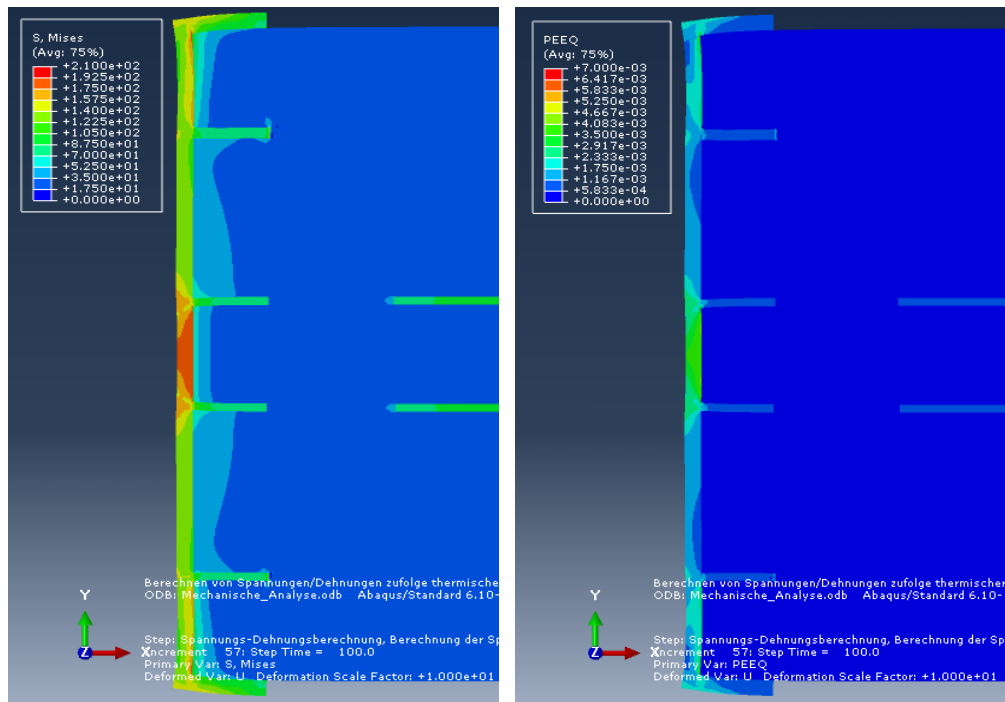 S, Mises
(Avg: 75%)
+2.100e+02
+1.925e+02
+1.750e+02
+1.575e+02
+1.400e+02
+1.225e+02
+1.050e+02
+8.750e+01
+7.000e+01
+5.250e+01
+3.500e+01
+1.750e+01
+0.000e+00
Y
Z
X
Berechnen von Spannungen/Dehnungen zufolge thermische
ODB: Mechanische_Analyse.odb Abaqus/Standard 6.10-
Step: Spannungs-Dehnungsberechnung, Berechnung der Sp
Increment 57: Step Time = 100.0
Primary Var: S, Mises
Deformed Var: U Deformation Scale Factor: +1.000e+01
PEEQ
(Avg: 75%)
+7.000e-03
+6.417e-03
+5.833e-03
+5.250e-03
+4.667e-03
+4.083e-03
+3.500e-03
+2.917e-03
+2.333e-03
+1.750e-03
+1.167e-03
+5.833e-04
+0.000e+00
Y
Z
X
Berechnen von Spannungen/Dehnungen zufolge thermische
ODB: Mechanische_Analyse.odb Abaqus/Standard 6.10-
Step: Spannungs-Dehnungsberechnung, Berechnung der Sp
Increment 57: Step Time = 100.0
Primary Var: PEEQ
Deformed Var: U Deformation Scale Factor: +1.000e+01